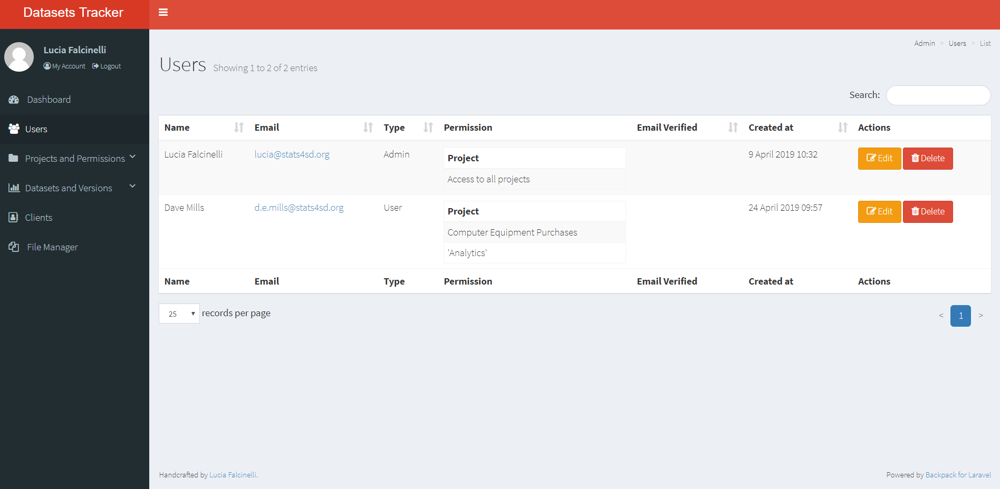 Datasets Tracker
Lucia Falcinelli
My Account Logout
Dashboard
Users
Projects and Permissions
Datasets and Versions
Clients
File Manager
Admin > Users > List
Users Showing 1 to 2 of 2 entries
Search:
Name Email Type Permission Email Verified Created at Actions
Lucia Falcinelli lucia@stats4sd.org Admin Project 9 April 2019 10:32 Edit Delete
Access to all projects
Dave Mills d.e.mills@stats4sd.org User Project 24 April 2019 09:57 Edit Delete
Computer Equipment Purchases
'Analytics'
Name Email Type Permission Email Verified Created at Actions
25 records per page < 1 >
Handcrafted by Lucia Falcinelli. Powered by Backpack for Laravel